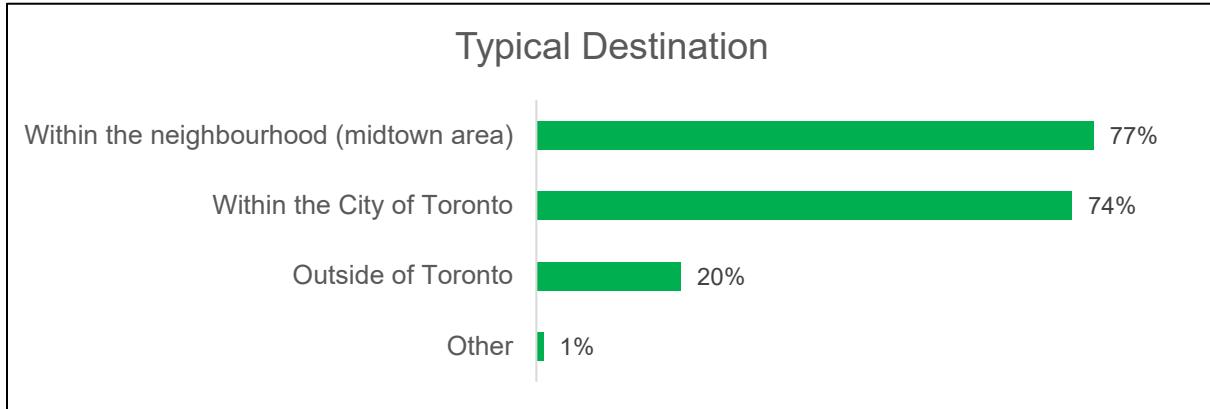 Typical Destination
Within the neighbourhood (midtown area) 77%
Within the City of Toronto 74%
Outside of Toronto 20%
Other 1%